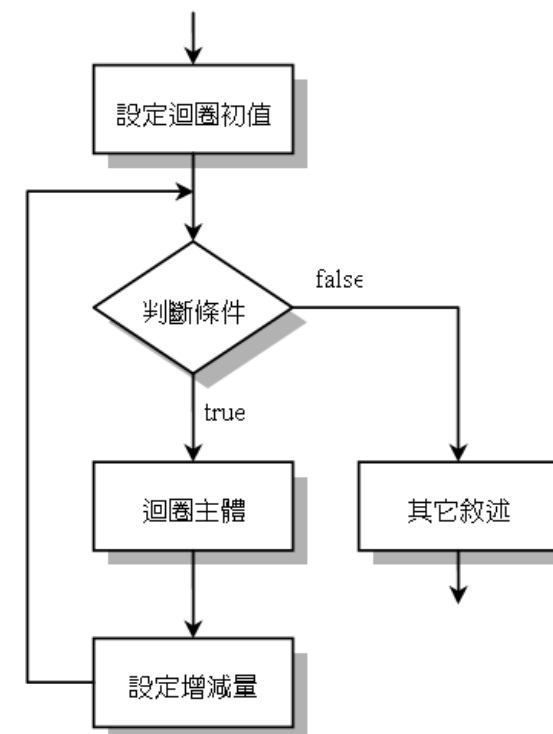 設定迴圈初值
判斷條件
false
true
迴圈主體
其它敘述
設定增減量